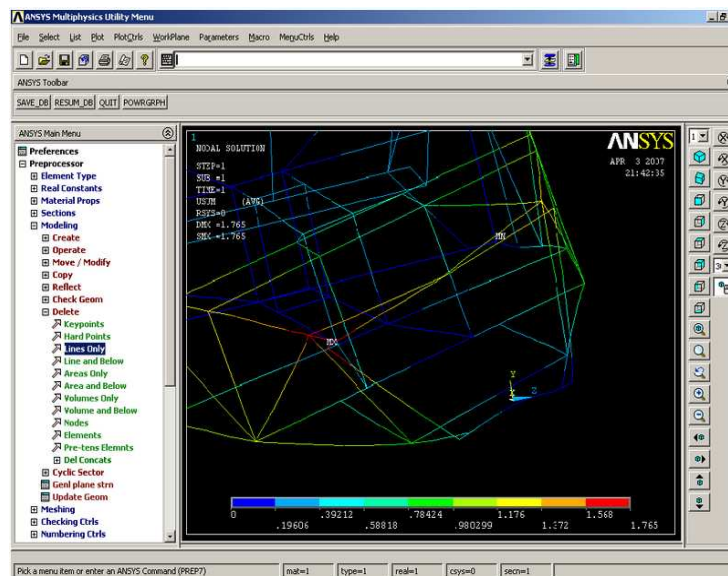 ANSYS Multiphysics Utility Menu
File Select List Plot PlotCtrls WorkPlane Parameters Macro MenuCtrls Help
ANSYS Toolbar
SAVE_DB RESUM_DB QUIT POWRGRPH
ANSYS Main Menu
Preferences
Preprocessor
Element Type
Real Constants
Material Props
Sections
Modeling
Create
Operate
Move / Modify
Copy
Reflect
Check Geom
Delete
Keypoints
Hard Points
Lines Only
Line and Below
Areas Only
Area and Below
Volumes Only
Volume and Below
Nodes
Elements
Pre-tens Elemnts
Del Concats
Cyclic Sector
Genl plane strn
Update Geom
Meshing
Checking Ctrls
Numbering Ctrls
1
NODAL SOLUTION
STEP=1
SUB =1
TIME=1
USUM (AVG)
RSYS=0
DMX =1.765
SMX =1.765
ANSYS
APR 3 2007
21:42:35
MN
MX
Y
X Z
0 .39212 .78424 1.176 1.568
.19606 .58818 .980299 1.372 1.765
1
3
Pick a menu item or enter an ANSYS Command (PREP7) mat=1 type=1 real=1 csys=0 secn=1